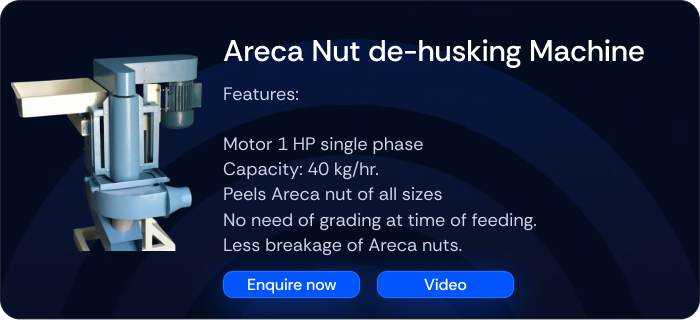 Areca Nut de-husking Machine
Features:
Motor 1 HP single phase
Capacity: 40 kg/hr.
Peels Areca nut of all sizes
No need of grading at time of feeding.
Less breakage of Areca nuts.
Enquire now
Video